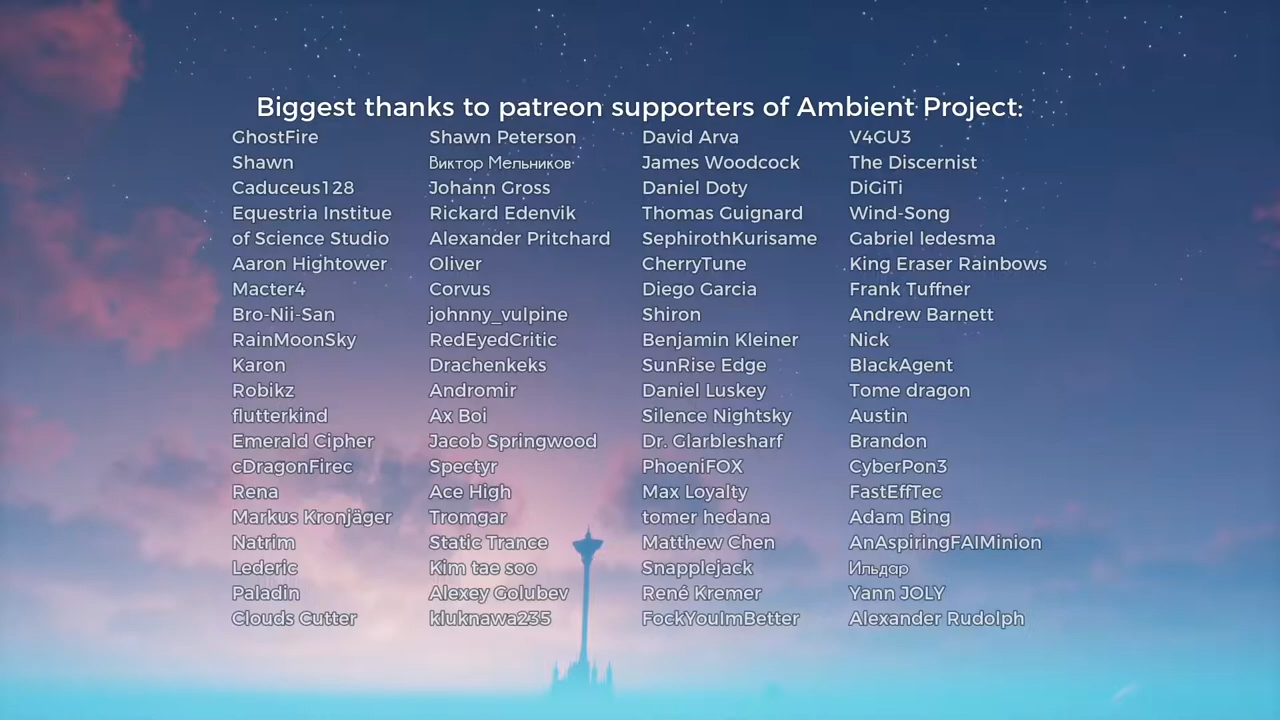 Biggest thanks to patreon supporters of Ambient Project:
GhostFire
Shawn
Caduceus128
Equestria Institue
of Science Studio
Aaron Hightower
Macter4
Bro-Nii-San
RainMoonSky
Karon
Robikz
flutterkind
Emerald Cipher
cDragonFirec
Rena
Markus Kronjäger
Natrim
Lederic
Paladin
Clouds Cutter
Shawn Peterson
Виктор Мельников
Johann Gross
Rickard Edenvik
Alexander Pritchard
Oliver
Corvus
johnny_vulpine
RedEyedCritic
Drachenkeks
Andromir
Ax Boi
Jacob Springwood
Spectyr
Ace High
Tromgar
Static Trance
Kim tae soo
Alexey Golubev
kluknawa235
David Arva
James Woodcock
Daniel Doty
Thomas Guignard
SephirothKurisame
CherryTune
Diego Garcia
Shiron
Benjamin Kleiner
SunRise Edge
Daniel Luskey
Silence Nightsky
Dr. Glarblesharf
PhoeniFOX
Max Loyalty
tomer hedana
Matthew Chen
Snapplejack
René Kremer
FockYouImBetter
V4GU3
The Discernist
DiGiTi
Wind-Song
Gabriel ledesma
King Eraser Rainbows
Frank Tuffner
Andrew Barnett
Nick
BlackAgent
Tome dragon
Austin
Brandon
CyberPon3
FastEffTec
Adam Bing
AnAspiringFAIMinion
Ильдар
Yann JOLY
Alexander Rudolph